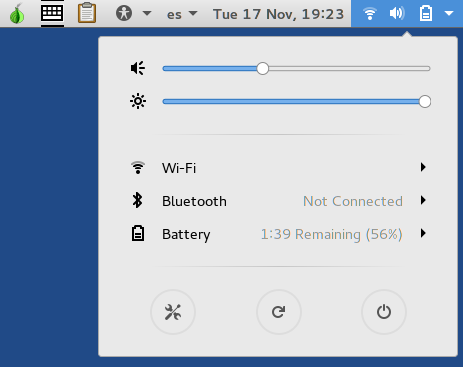 es Tue 17 Nov, 19:23
Wi-Fi
Bluetooth Not Connected
Battery 1:39 Remaining (56%)